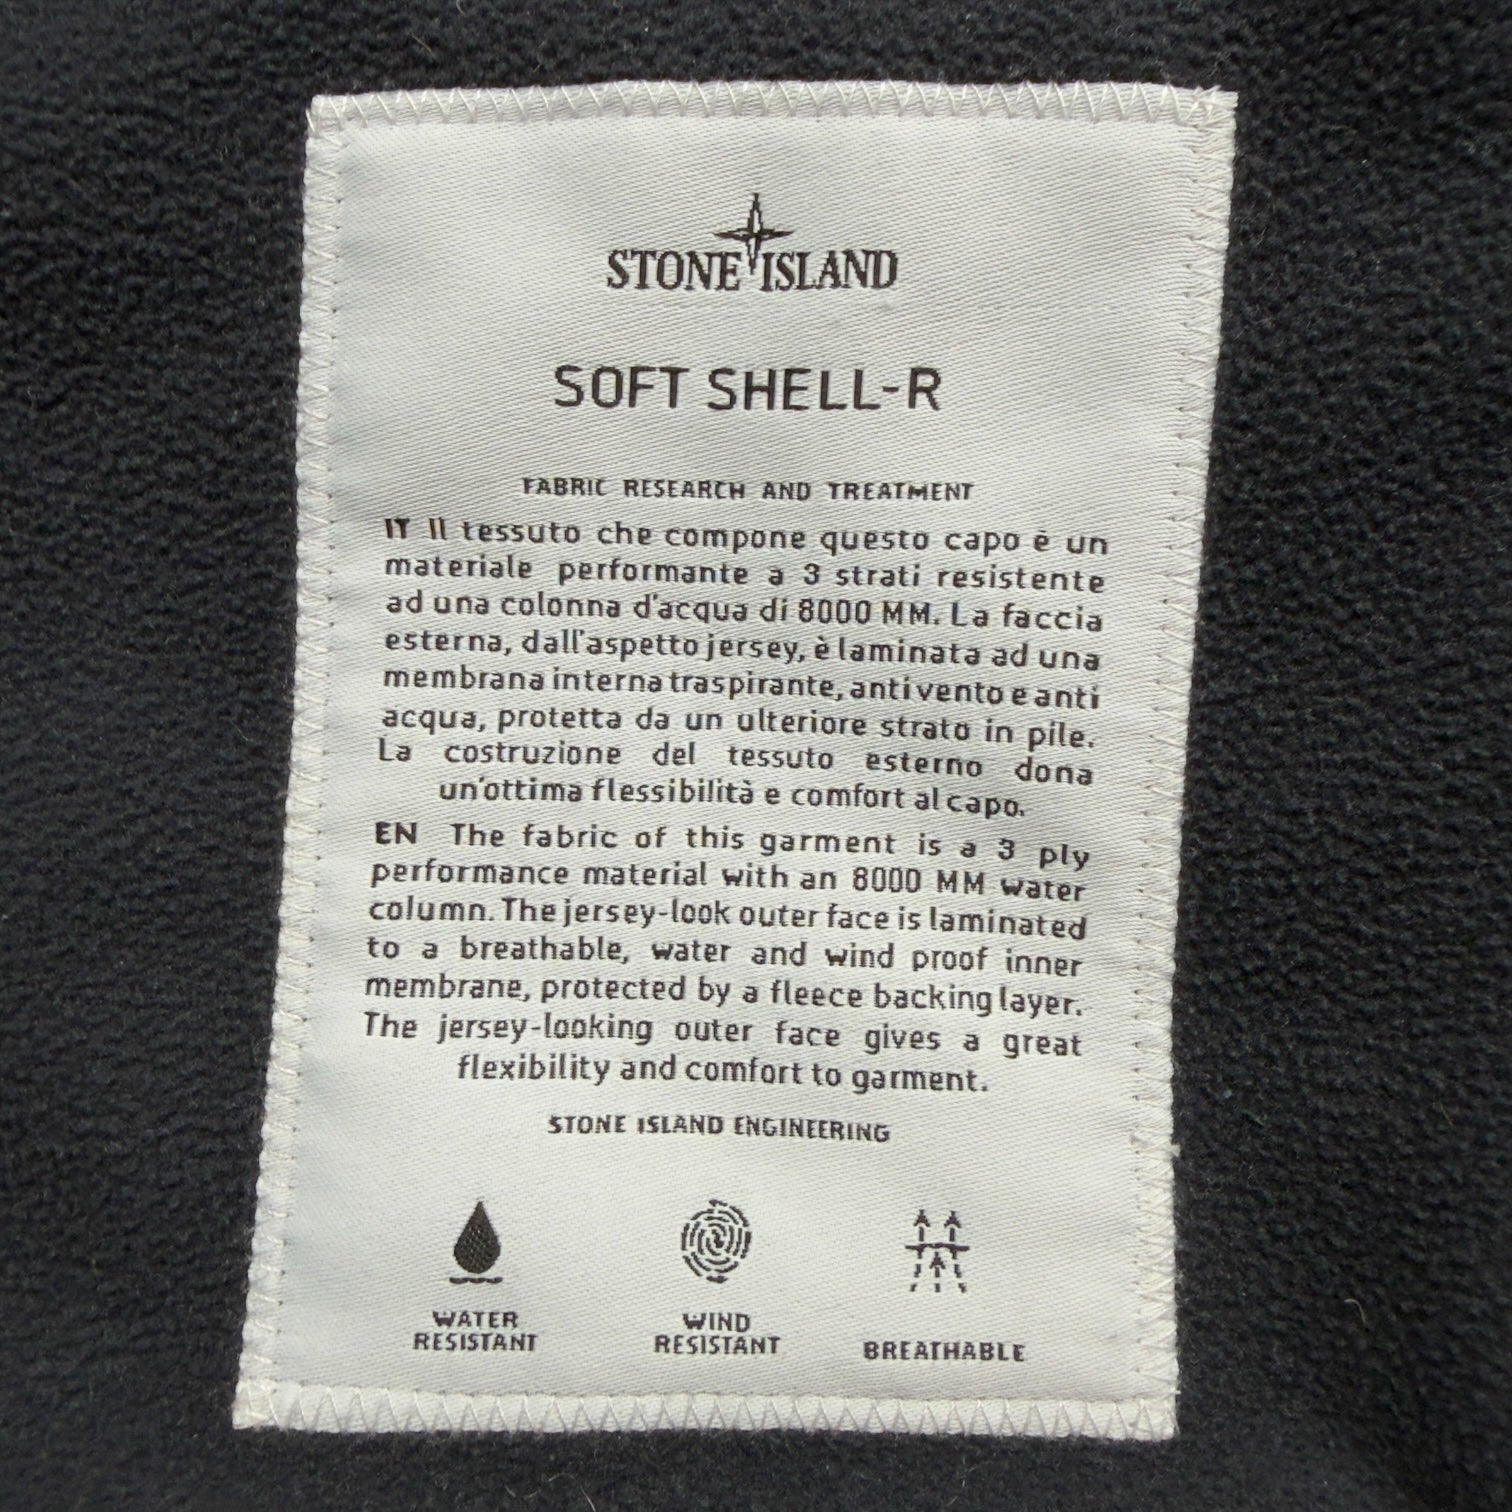 STONE ISLAND
SOFT SHELL-R
FABRIC RESEARCH AND TREATMENT
IT Il tessuto che compone questo capo è un
materiale performante a 3 strati resistente
ad una colonna d'acqua di 8000 MM. La faccia
esterna, dall'aspetto jersey, è laminata ad una
membrana interna traspirante, anti vento e anti
acqua, protetta da un ulteriore strato in pile.
La costruzione del tessuto esterno dona
un'ottima flessibilità e comfort al capo.
EN The fabric of this garment is a 3 ply
performance material with an 8000 MM water
column. The jersey-look outer face is laminated
to a breathable, water and wind proof inner
membrane, protected by a fleece backing layer.
The jersey-looking outer face gives a great
flexibility and comfort to garment.
STONE ISLAND ENGINEERING
WATER
RESISTANT
WIND
RESISTANT
BREATHABLE